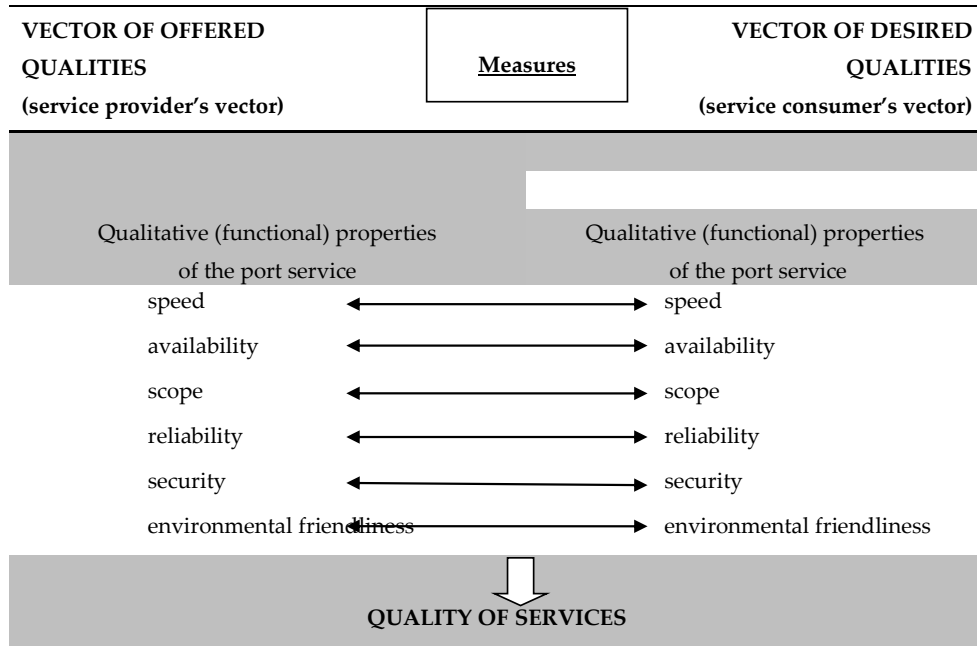 VECTOR OF OFFERED
QUALITIES
(service provider's vector)
Measures
VECTOR OF DESIRED
QUALITIES
(service consumer's vector)
Qualitative (functional) properties
of the port service
Qualitative (functional) properties
of the port service
speed
speed
availability
availability
scope
scope
reliability
reliability
security
security
environmental friendliness
environmental friendliness
QUALITY OF SERVICES